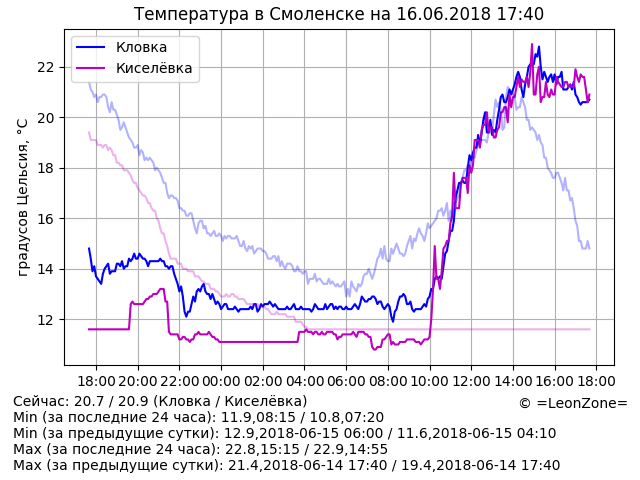 Температура в Смоленске на 16.06.2018 17:40
Кловка
Киселёвка
градусов Цельсия, °C
22
20
18
16
14
12
18:00 20:00 22:00 00:00 02:00 04:00 06:00 08:00 10:00 12:00 14:00 16:00 18:00
Сейчас: 20.7 / 20.9 (Кловка / Киселёвка)
© =LeonZone=
Min (за последние 24 часа): 11.9,08:15 / 10.8,07:20
Min (за предыдущие сутки): 12.9,2018-06-15 06:00 / 11.6,2018-06-15 04:10
Max (за последние 24 часа): 22.8,15:15 / 22.9,14:55
Max (за предыдущие сутки): 21.4,2018-06-14 17:40 / 19.4,2018-06-14 17:40